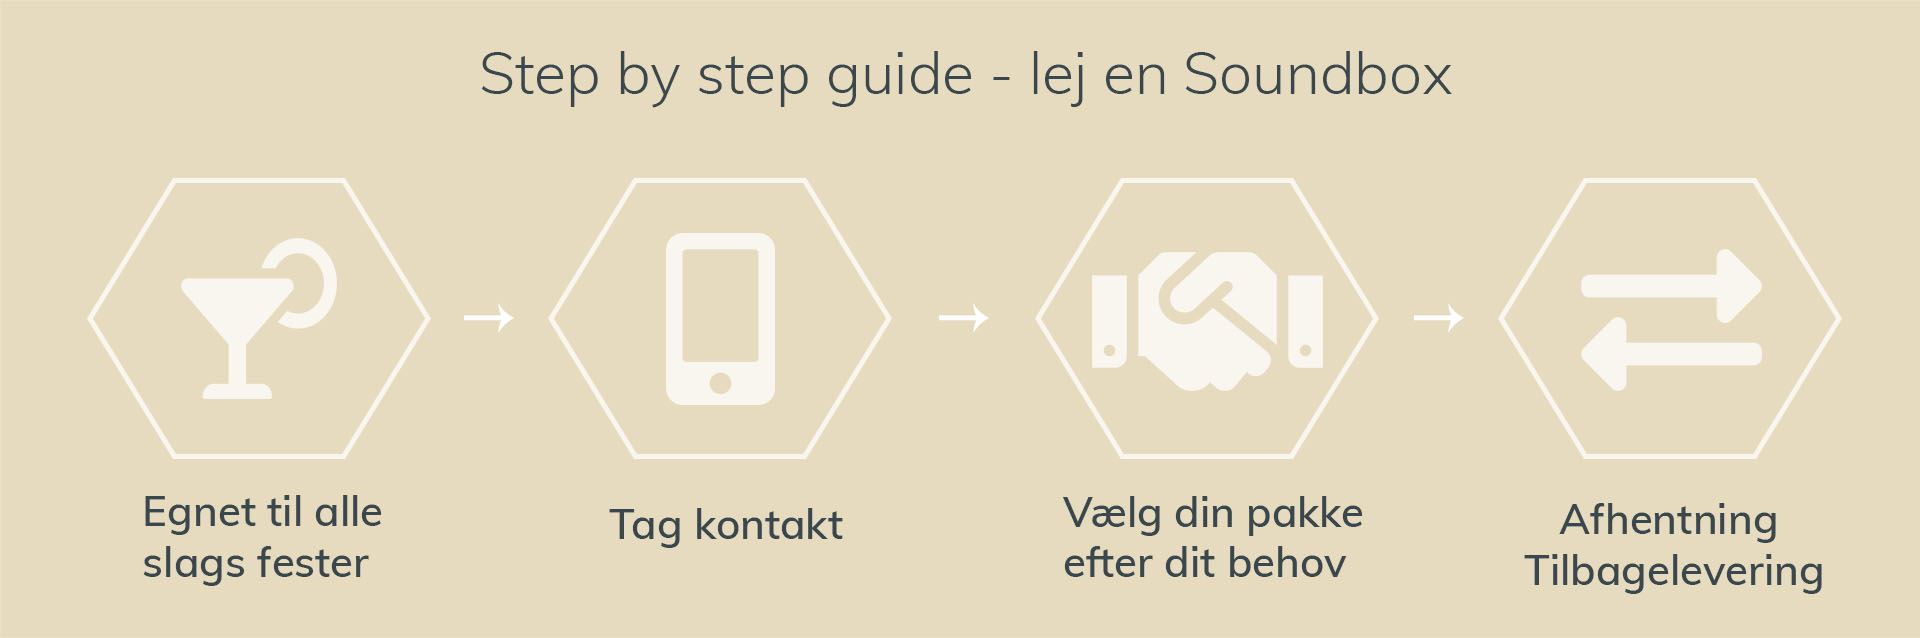 Step by step guide - lej en Soundbox
Egnet til alle
slags fester
Tag kontakt
Vælg din pakke
efter dit behov
Afhentning
Tilbagelevering